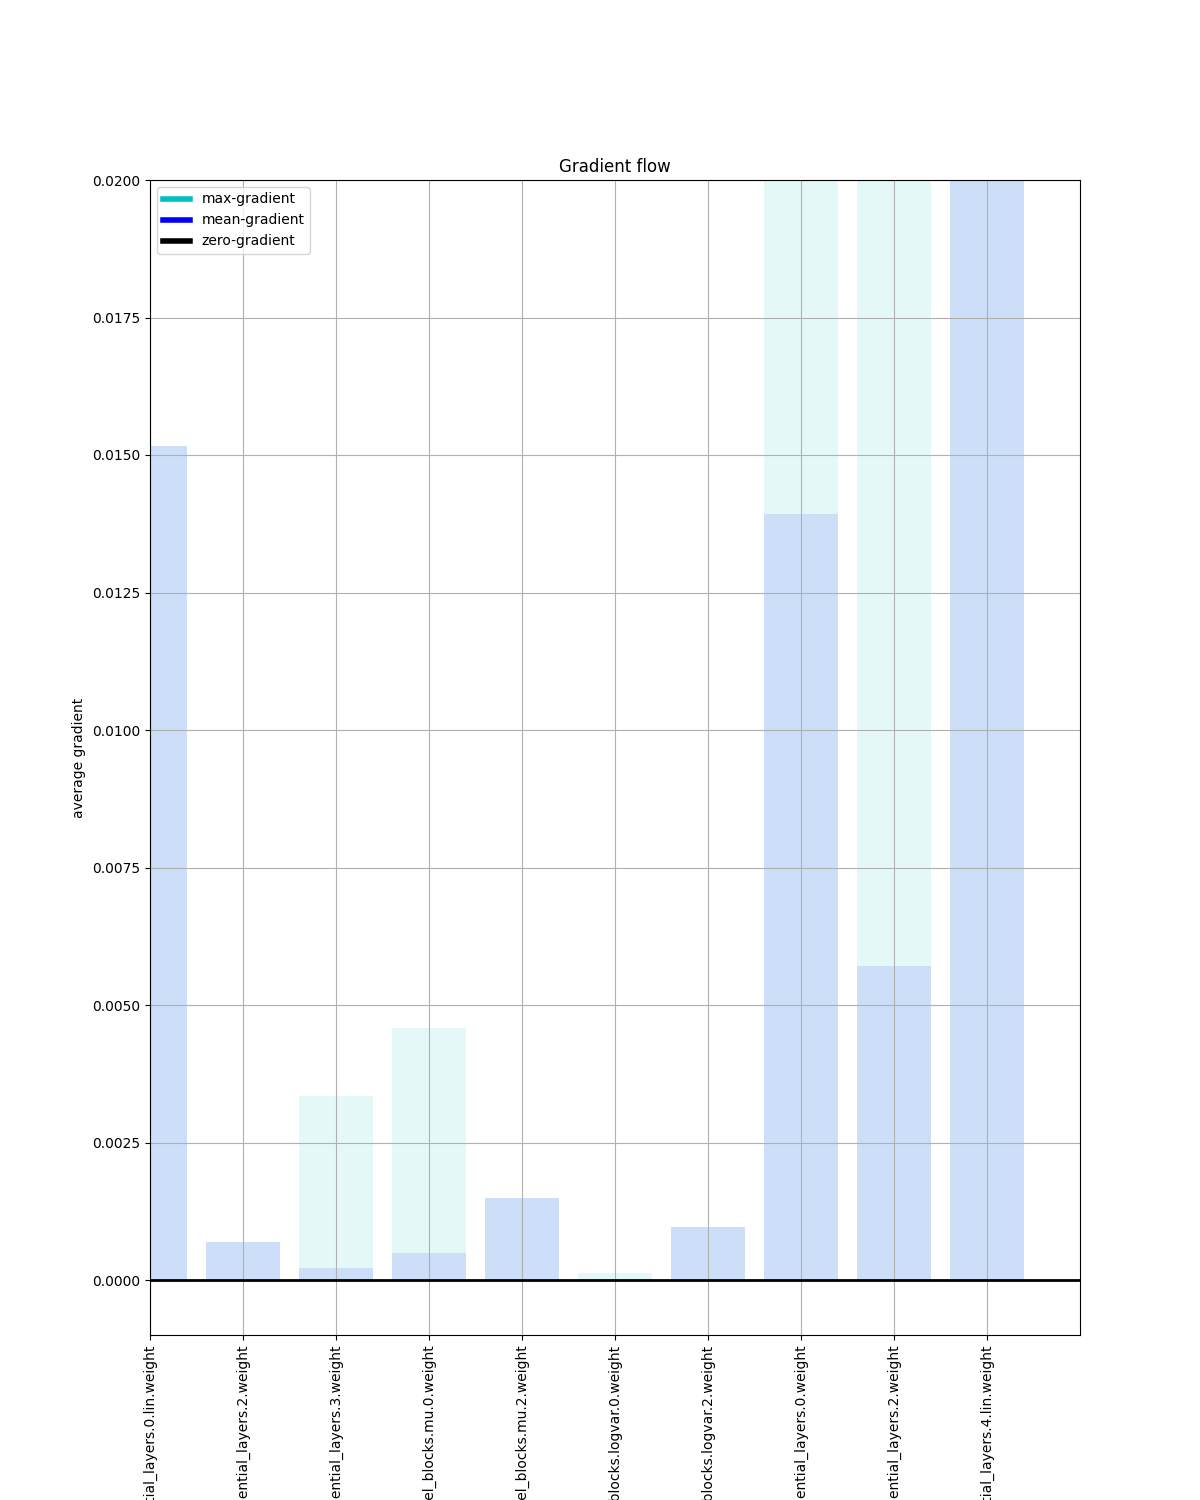 Gradient flow
max-gradient
mean-gradient
zero-gradient
0.0200
0.0175
0.0150
0.0125
0.0100
0.0075
0.0050
0.0025
0.0000
average gradient
tial_layers.0.lin.weight
ential_layers.2.weight
ential_layers.3.weight
el_blocks.mu.0.weight
el_blocks.mu.2.weight
blocks.logvar.0.weight
blocks.logvar.2.weight
ential_layers.0.weight
ential_layers.2.weight
tial_layers.4.lin.weight